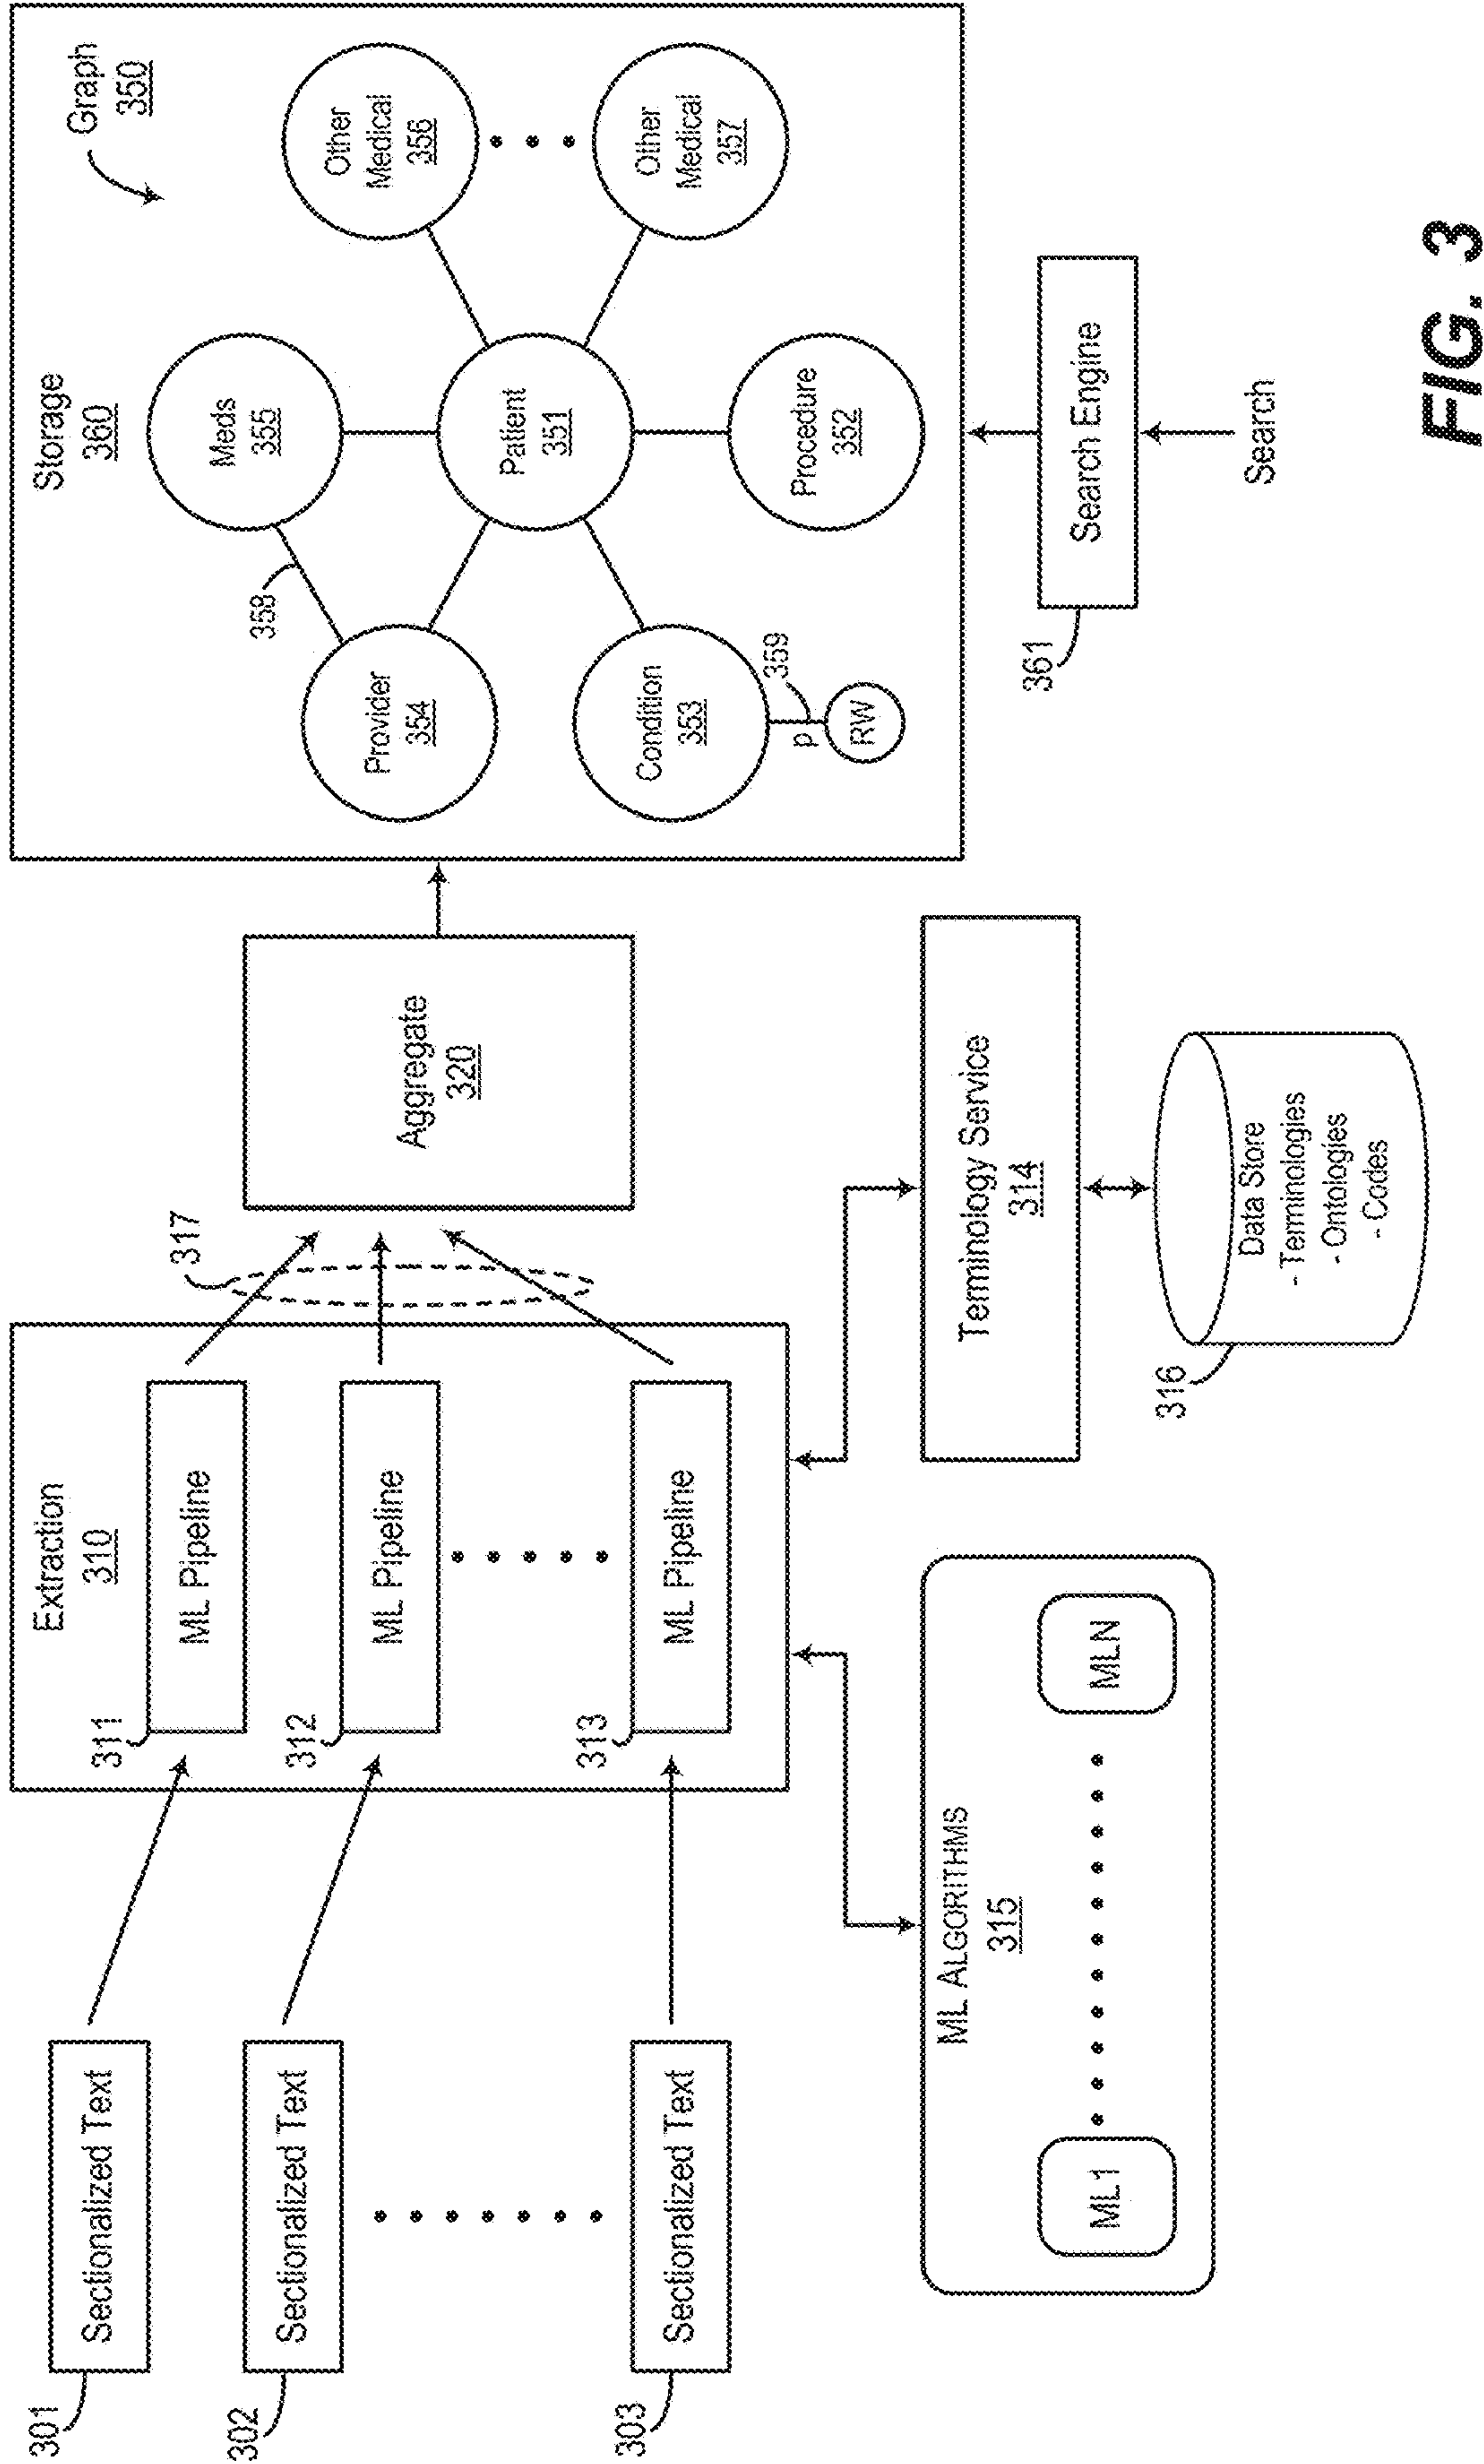 301
Sectionalized Text
302
Sectionalized Text
303
Sectionalized Text
Extraction
310
311
ML Pipeline
312
ML Pipeline
313
ML Pipeline
317
Aggregate
320
ML ALGORITHMS
315
ML1
MLN
Terminology Service
314
316
Data Store
- Terminologies
- Ontologies
- Codes
Storage
360
Graph
350
Meds
355
358
Provider
354
Patient
351
Other
Medical
356
Other
Medical
357
Condition
353
359
p
RW
Procedure
352
361
Search Engine
Search
FIG. 3